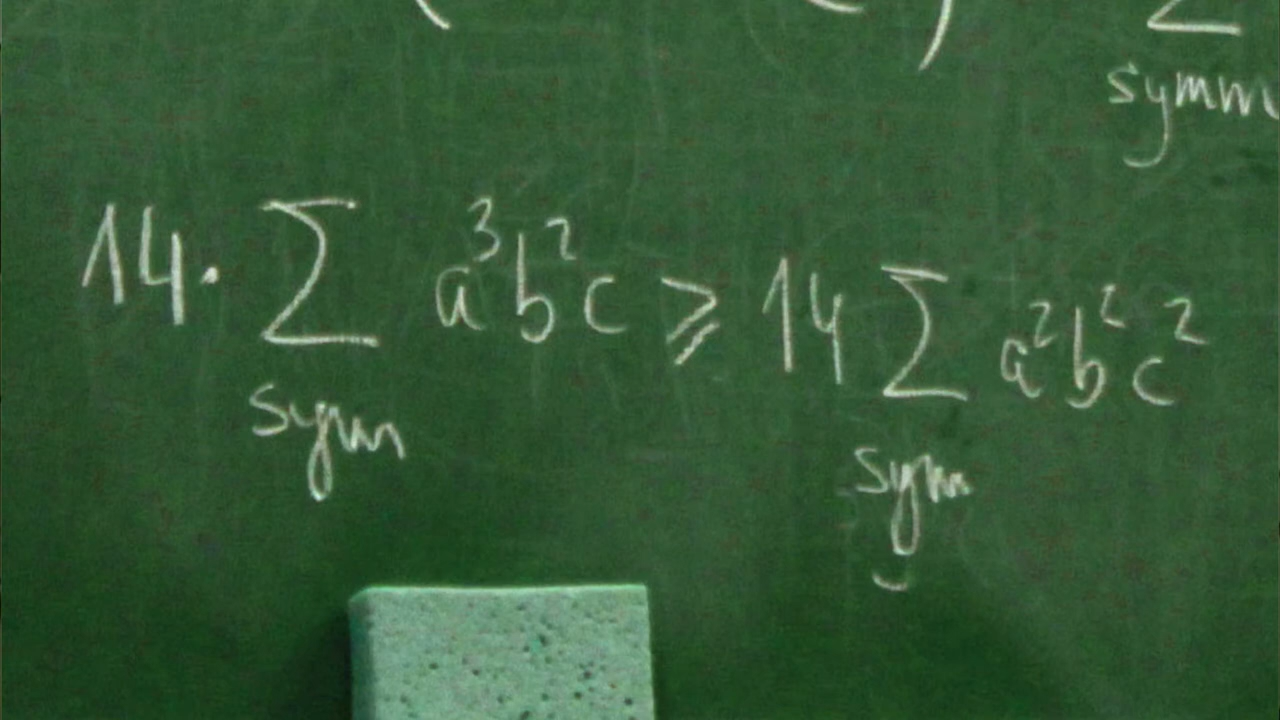 symm
14· ∑ a³b²c ≥ 14 ∑ a²b²c²
sym sym